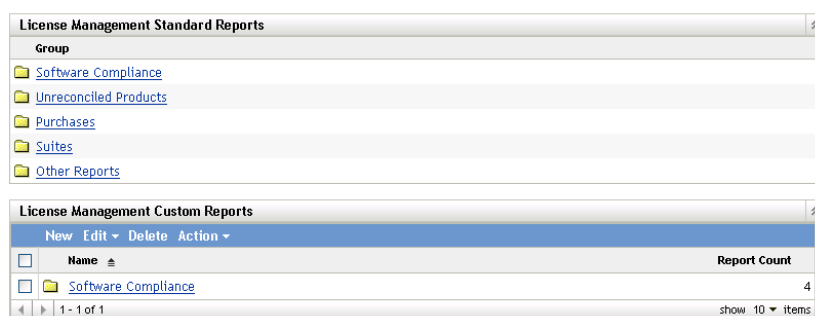 License Management Standard Reports
Group
Software Compliance
Unreconciled Products
Purchases
Suites
Other Reports
License Management Custom Reports
New Edit Delete Action
Name Report Count
Software Compliance 4
1 - 1 of 1 show 10 items